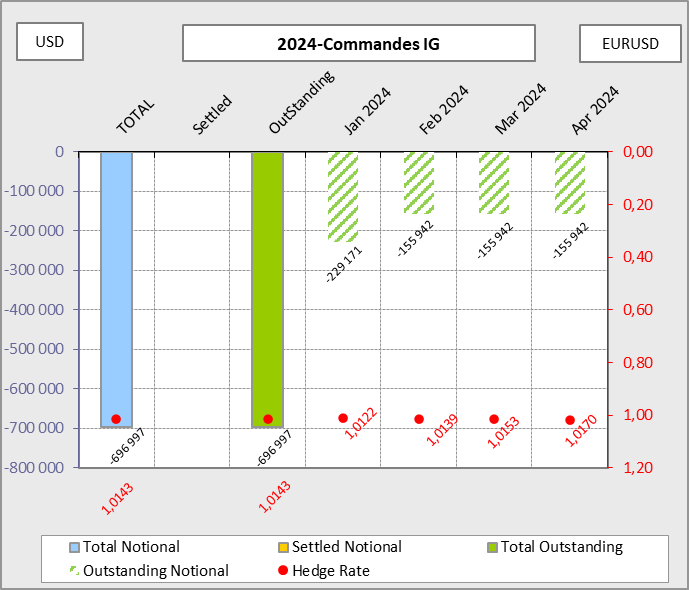 USD
2024-Commandes IG
EURUSD
TOTAL
Settled
OutStanding
Jan 2024
Feb 2024
Mar 2024
Apr 2024
0
-100 000
-200 000
-300 000
-400 000
-500 000
-600 000
-700 000
-800 000
0,00
0,20
0,40
0,60
0,80
1,00
1,20
-696 997
-696 997
-229 171
-155 942
-155 942
-155 942
1,0143
1,0143
1,0122
1,0139
1,0153
1,0170
Total Notional
Settled Notional
Total Outstanding
Outstanding Notional
Hedge Rate